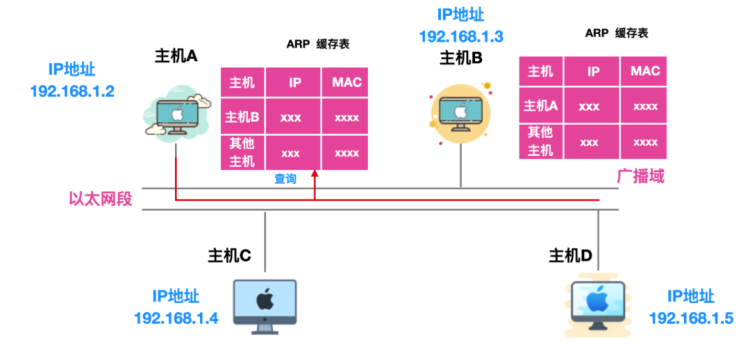 主机A
IP地址
192.168.1.2
ARP 缓存表
主机 IP MAC
主机B xxx xxxx
其他主机 xxx xxxx
查询
IP地址
192.168.1.3
主机B
ARP 缓存表
主机 IP MAC
主机A xxx xxxx
其他主机 xxx xxxx
广播域
以太网段
主机C
IP地址
192.168.1.4
主机D
IP地址
192.168.1.5